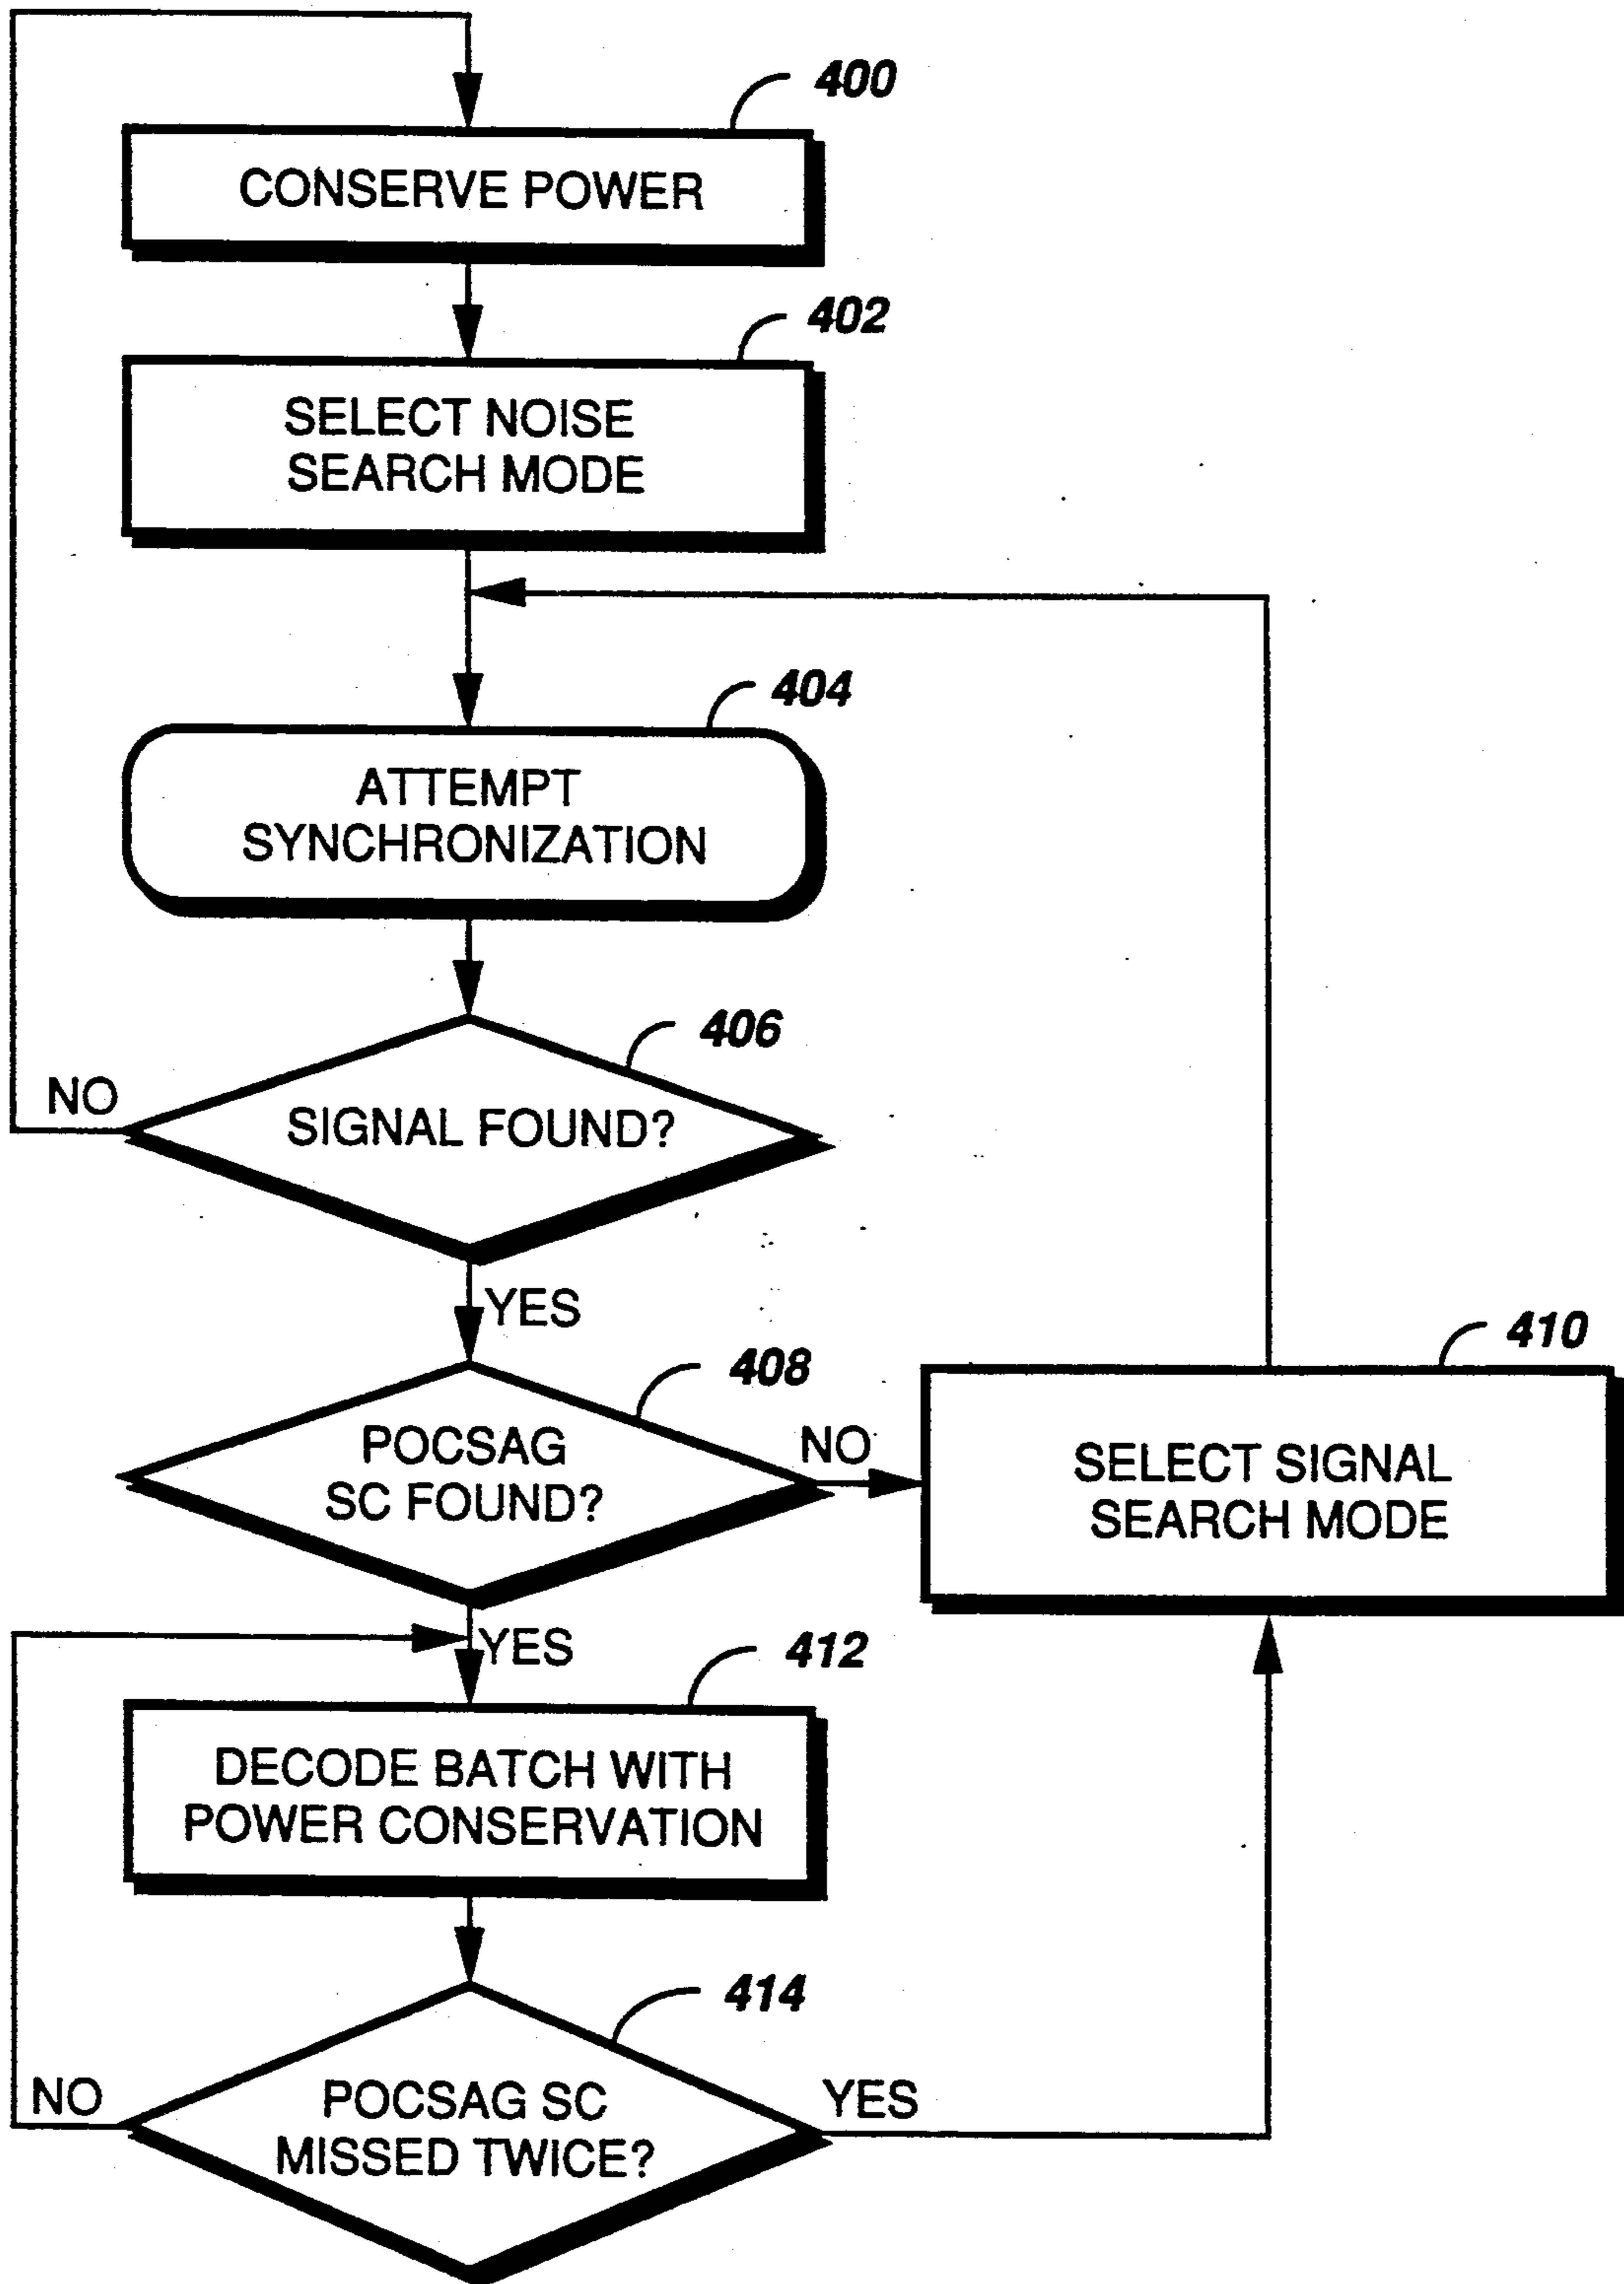 400
CONSERVE POWER
402
SELECT NOISE
SEARCH MODE
404
ATTEMPT
SYNCHRONIZATION
406
NO
SIGNAL FOUND?
YES
408
410
POCSAG
SC FOUND?
NO
SELECT SIGNAL
SEARCH MODE
YES
412
DECODE BATCH WITH
POWER CONSERVATION
414
NO
POCSAG SC
MISSED TWICE?
YES